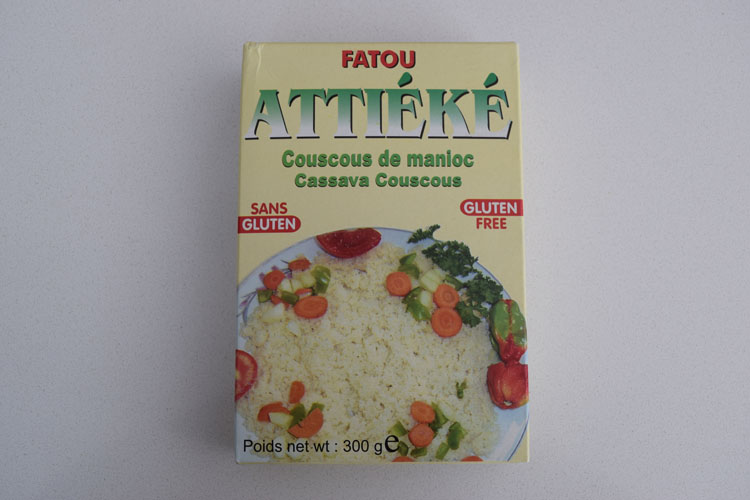 FATOU
ATTIÉKÉ
Couscous de manioc
Cassava Couscous
SANS
GLUTEN
GLUTEN
FREE
Poids net wt : 300 g e